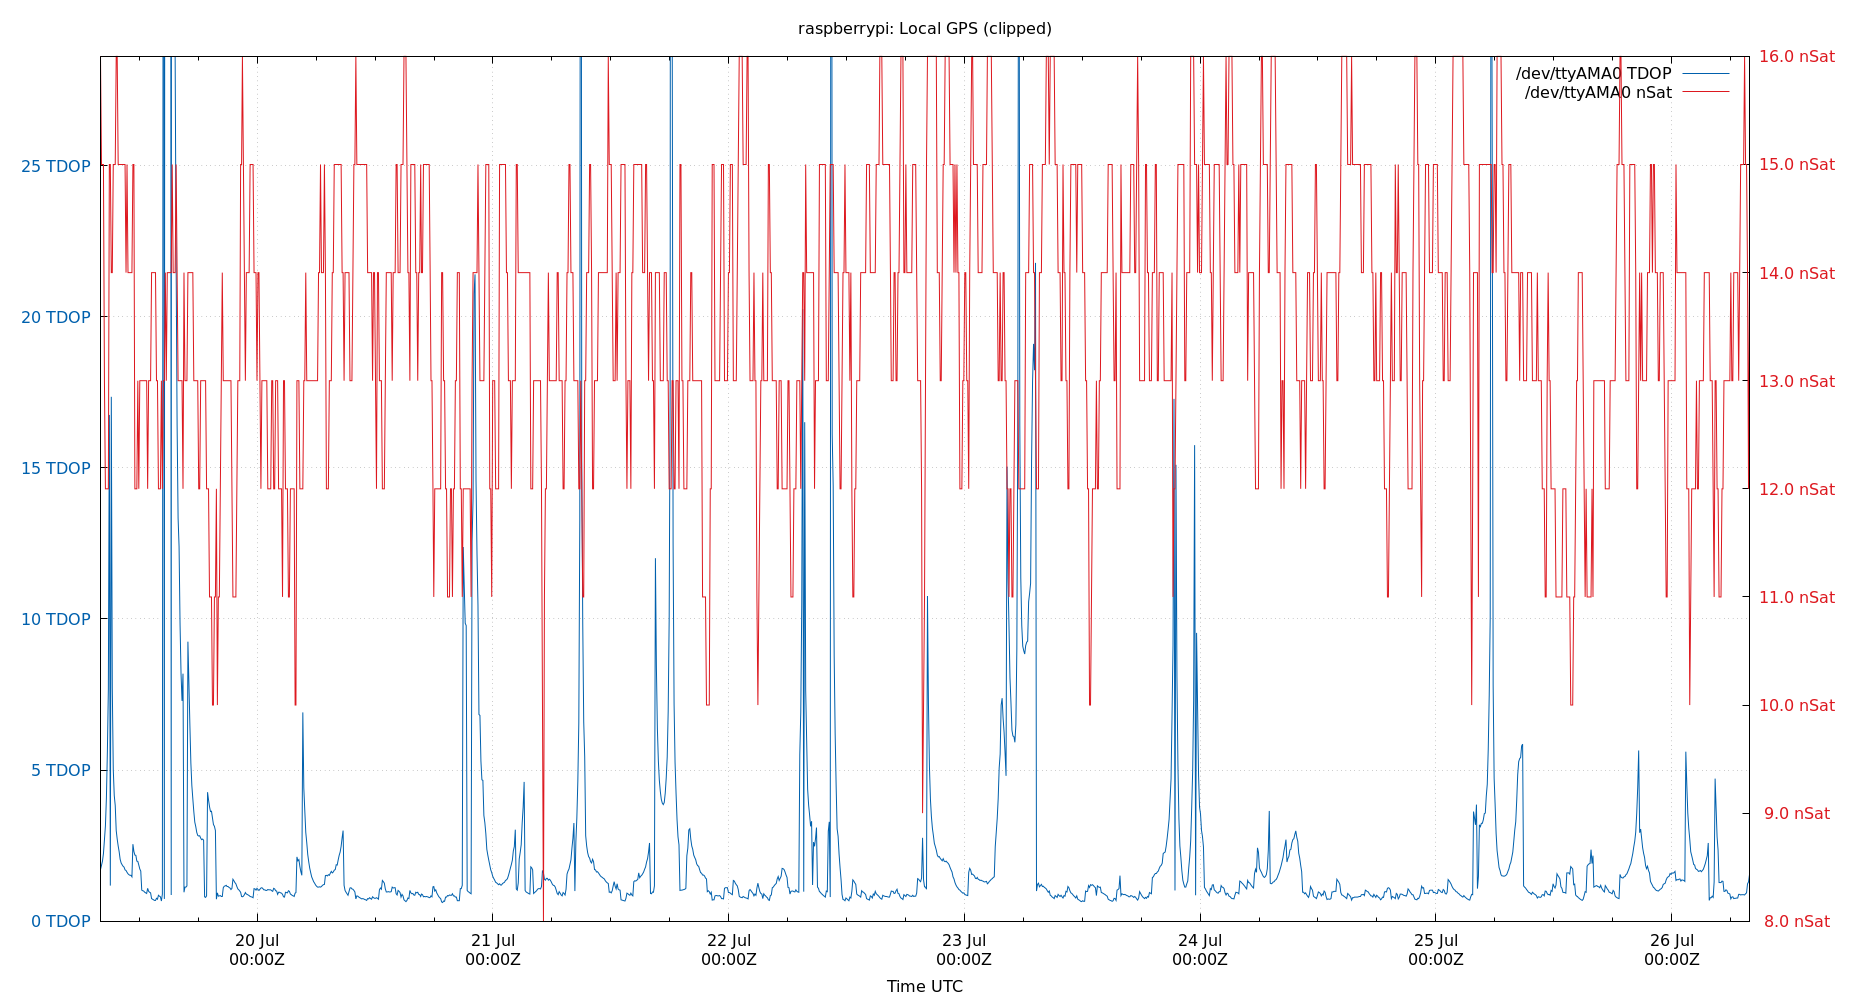 raspberrypi: Local GPS (clipped)
16.0 nSat
/dev/ttyAMA0 TDOP
/dev/ttyAMA0 nSat
25 TDOP
15.0 nSat
14.0 nSat
20 TDOP
13.0 nSat
15 TDOP
12.0 nSat
11.0 nSat
10 TDOP
10.0 nSat
5 TDOP
9.0 nSat
0 TDOP
8.0 nSat
20 Jul 21 Jul 22 Jul 23 Jul 24 Jul 25 Jul 26 Jul
00:00Z 00:00Z 00:00Z 00:00Z 00:00Z 00:00Z 00:00Z
Time UTC